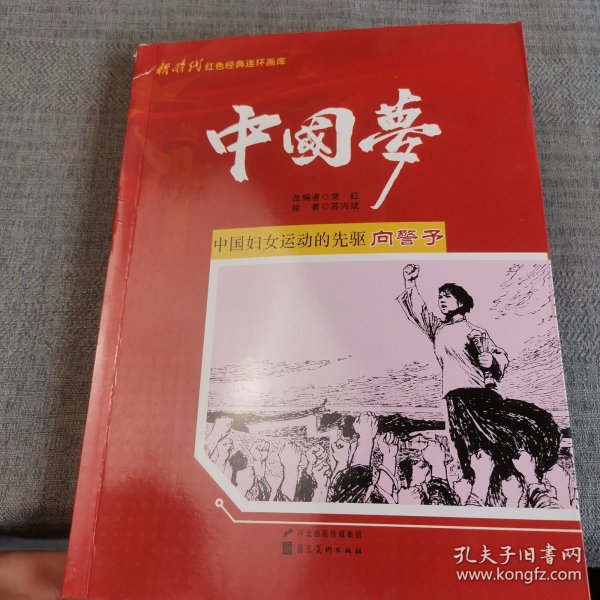 新时代红色经典连环画库
中國夢
改编者◎常 红
绘 者◎苏兴斌
中国妇女运动的先驱 向警予
河北出版传媒集团
河北美术出版社
孔夫子旧书网
www.kongfz.com